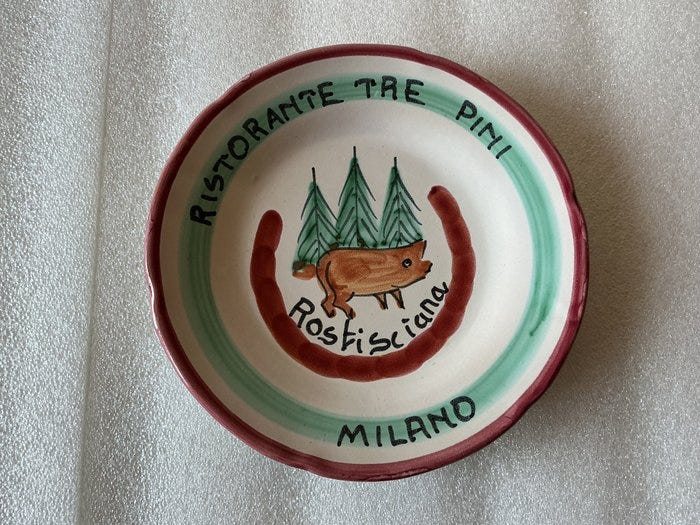 RISTORANTE TRE PINI
Rostisciana
MILANO